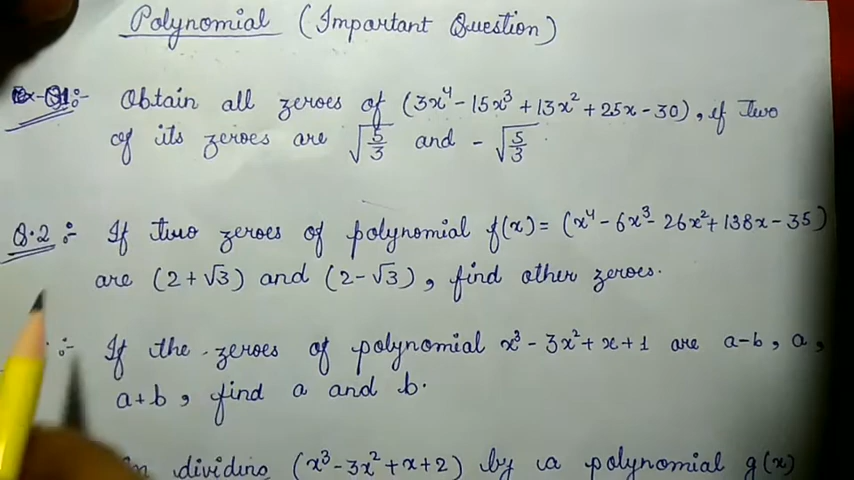 Polynomial (Important Question)
Q1:- Obtain all zeroes of (3x⁴ - 15x³ + 13x² + 25x - 30), if two
of its zeroes are √5/3 and - √5/3.
Q.2:- If two zeroes of polynomial f(x) = (x⁴ - 6x³ - 26x² + 138x - 35)
are (2+√3) and (2-√3), find other zeroes.
:- If the zeroes of polynomial x³ - 3x² + x + 1 are a-b, a,
a+b, find a and b.
dividing (x³ - 3x² + x + 2) by a polynomial g(x)